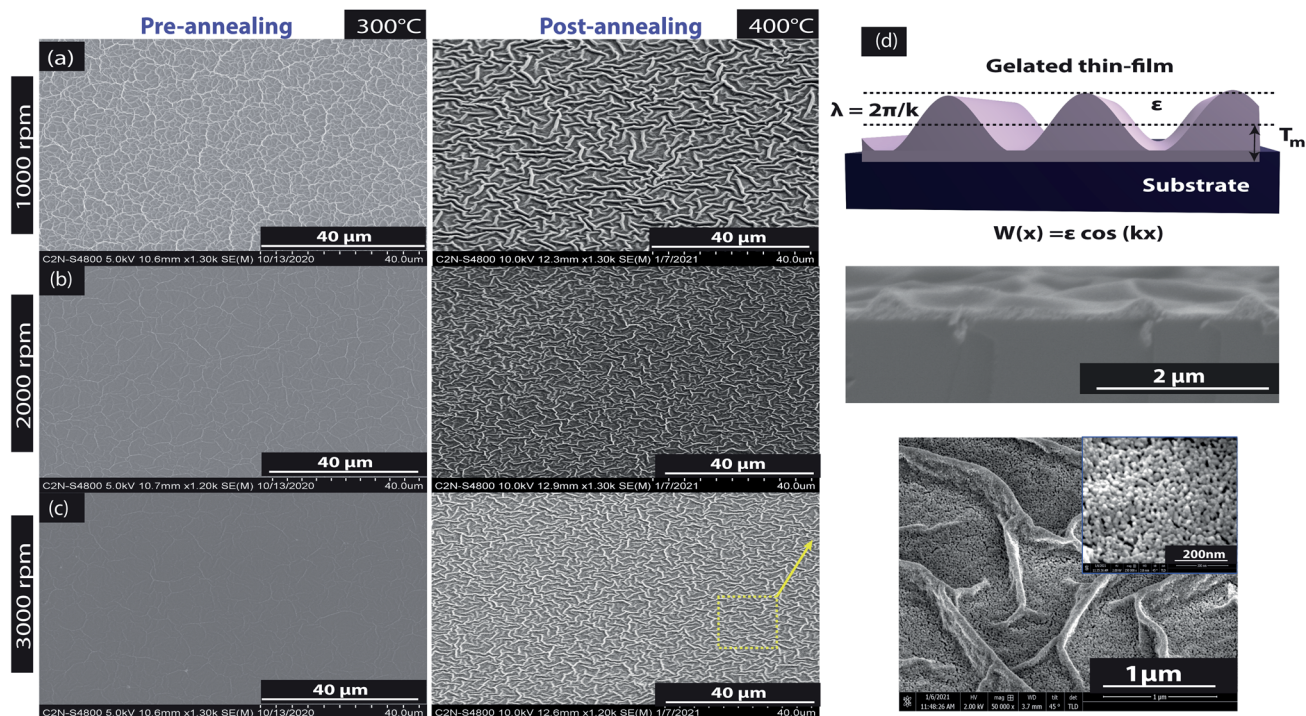 Pre-annealing
300°C
Post-annealing
400°C
(a)
1000 rpm
40 µm
C2N-S4800 5.0kV 10.6mm x1.30k SE(M) 10/13/2020
40.0um
40 µm
C2N-S4800 10.0kV 12.3mm x1.30k SE(M) 1/7/2021
40.0um
(b)
2000 rpm
40 µm
C2N-S4800 5.0kV 10.7mm x1.20k SE(M) 10/13/2020
40.0um
40 µm
C2N-S4800 10.0kV 12.9mm x1.30k SE(M) 1/7/2021
40.0um
(c)
3000 rpm
40 µm
C2N-S4800 5.0kV 10.6mm x1.30k SE(M) 10/13/2020
40.0um
40 µm
C2N-S4800 10.0kV 12.6mm x1.20k SE(M) 1/7/2021
40.0um
(d)
Gelated thin-film
λ = 2π/k
ε
Tm
Substrate
W(x) =ε cos (kx)
2 µm
200nm
1µm
1/6/2021
11:48:26 AM
HV
2.00 kV
mag
50 000 x
WD
3.7 mm
tilt
45 °
det
TLD
1 µm